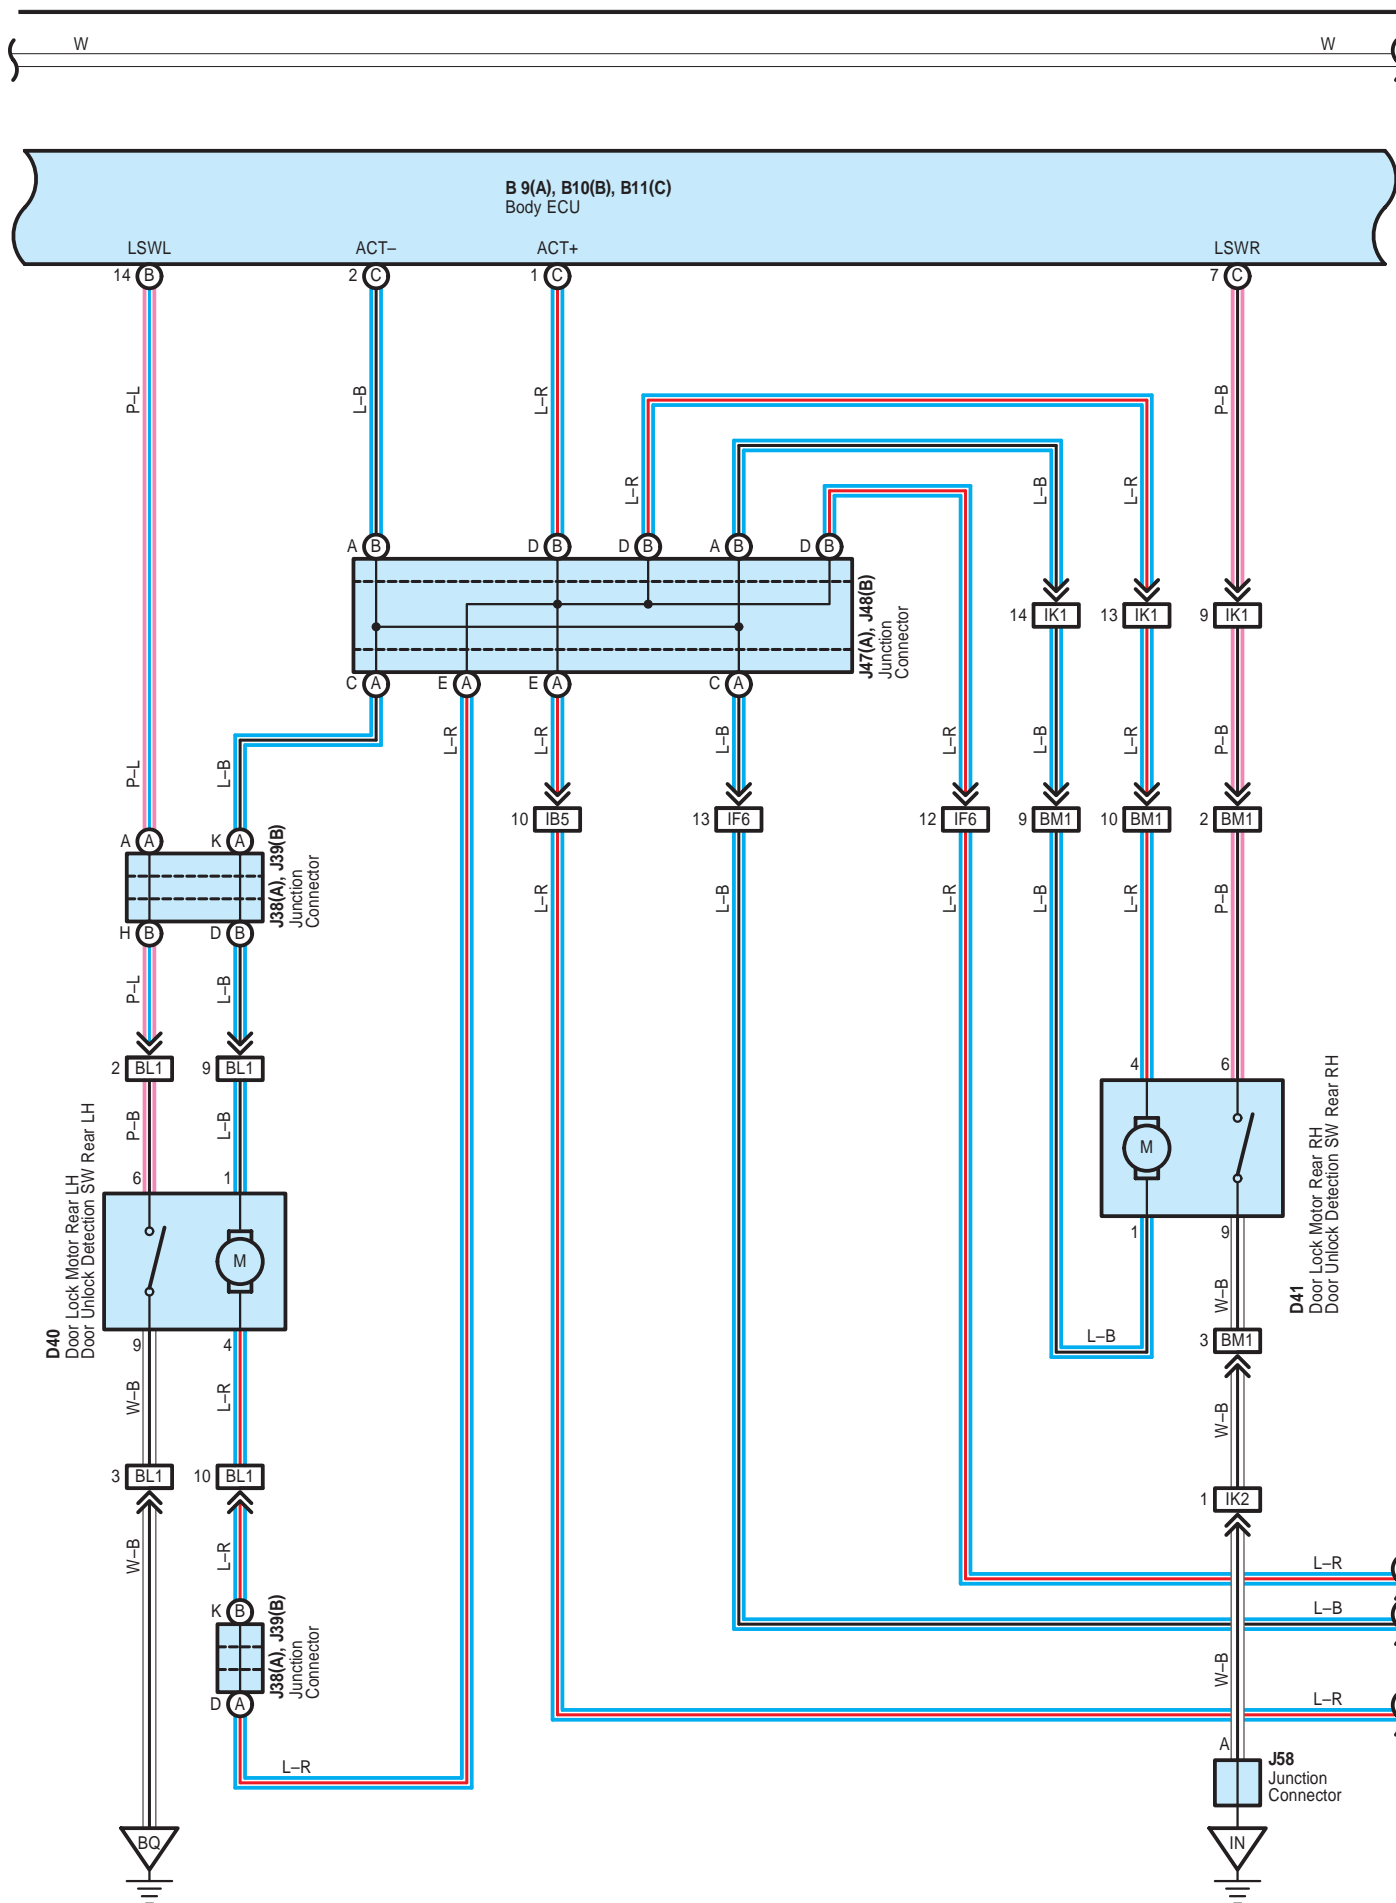 W W
B 9(A), B10(B), B11(C)
Body ECU
LSWL ACT– ACT+ LSWR
14 B 2 C 1 C 7 C
P–L L–B L–R P–B
L–R L–B L–R
A B D B D B A B D B
J47(A), J48(B)
Junction
Connector
14 IK1 13 IK1 9 IK1
C A E A E A C A
P–L L–B L–R L–R L–B L–R L–B L–R P–B
10 IB5 13 IF6 12 IF6 9 BM1 10 BM1 2 BM1
A A K A
J38(A), J39(B)
Junction
Connector
L–R L–B L–R L–B L–R P–B
H B D B
P–L L–B
2 BL1 9 BL1
P–B L–B
4 6
M
1 9
D41
Door Lock Motor Rear RH
Door Unlock Detection SW Rear RH
6 1
M
9 4
D40
Door Lock Motor Rear LH
Door Unlock Detection SW Rear LH
W–B
L–B
3 BM1
W–B L–R W–B
3 BL1 10 BL1
1 IK2
W–B L–R
L–R
K B
J38(A), J39(B)
Junction
Connector
L–B
W–B
D A
L–R
L–R
A
J58
Junction
Connector
BQ IN